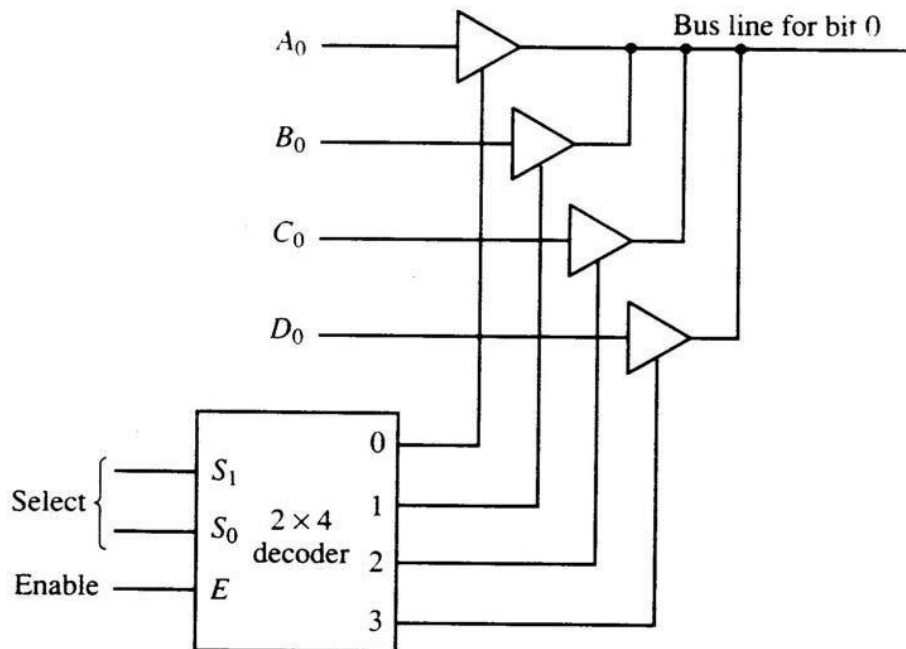 Bus line for bit 0
A₀
B₀
C₀
D₀
Select
S₁
S₀
Enable
E
2 × 4
decoder
0
1
2
3